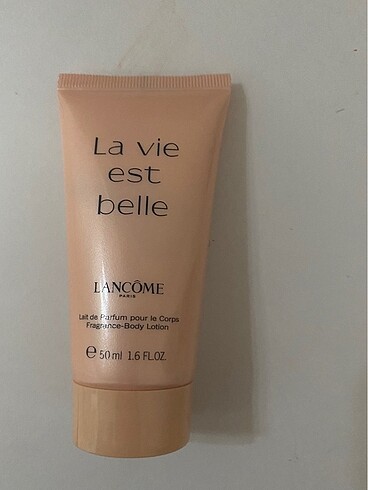 La vie
est
belle
LANCÔME
PARIS
Lait de Parfum pour le Corps
Fragrance-Body Lotion
℮ 50 ml 1.6 FL.OZ.